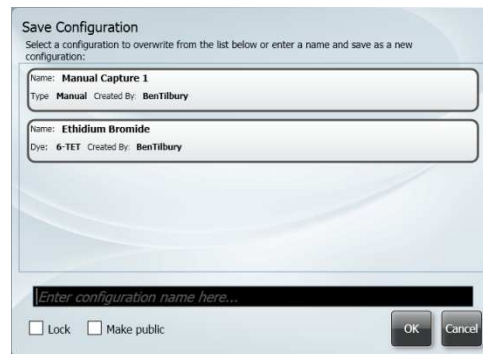 Save Configuration
Select a configuration to overwrite from the list below or enter a name and save as a new
configuration:
Name: Manual Capture 1
Type Manual Created By: BenTilbury
Name: Ethidium Bromide
Dye: 6-TET Created By: BenTilbury
Enter configuration name here...
Lock Make public OK Cancel